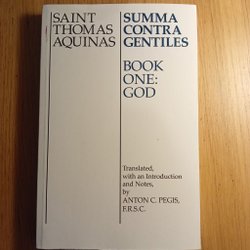 SAINT
THOMAS
AQUINAS
SUMMA
CONTRA
GENTILES
BOOK
ONE:
GOD
Translated,
with an Introduction
and Notes,
by
ANTON C. PEGIS,
F.R.S.C.